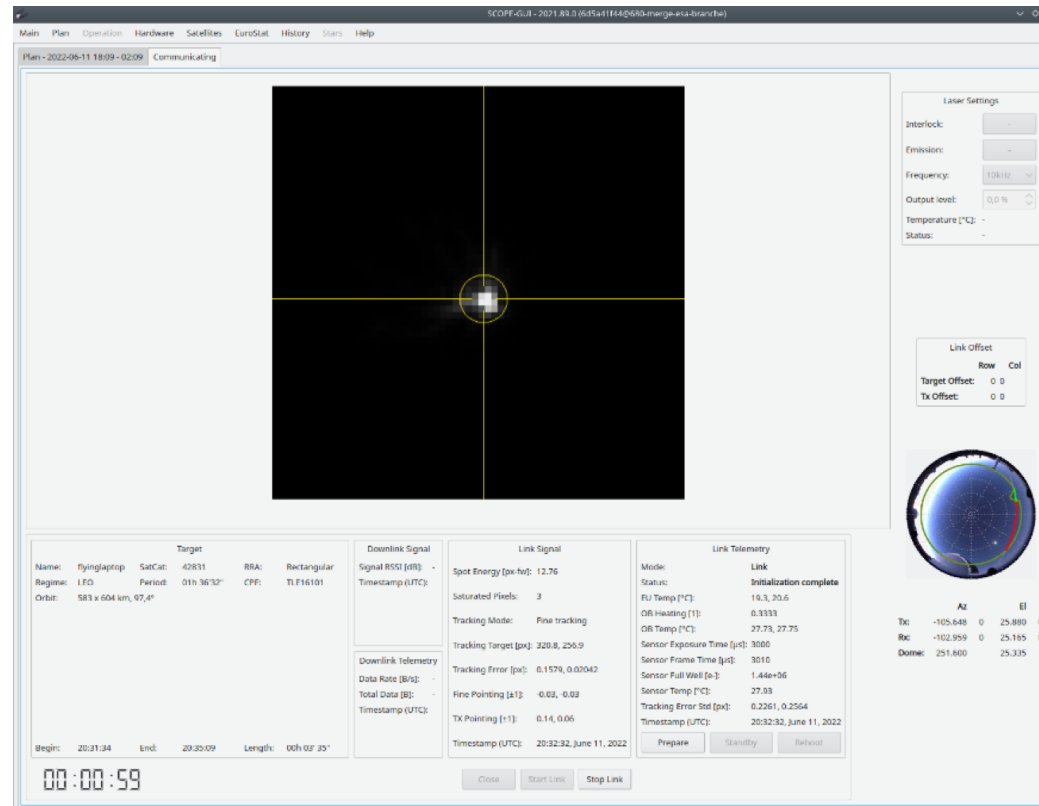 SCOPE-GUI - 2021.89.0 (6d5a41f44@680-merge-esa-branche)
Main Plan Operation Hardware Satellites EuroStat History Stars Help
Plan - 2022-06-11 18:09 - 02:09 Communicating
Laser Settings
Interlock: -
Emission: -
Frequency: 10kHz
Output level: 0,0 %
Temperature [°C]: -
Status: -
Link Offset
Row Col
Target Offset: 0 0
Tx Offset: 0 0
Az El
Tx: -105.648 0 25.880
Rx: -102.959 0 25.165
Dome: 251.600 25.335
Target
Name: flyinglaptop SatCat: 42831 RRA: Rectangular
Regime: LEO Period: 01h 36'32" CPF: TLE16101
Orbit: 583 x 604 km, 97,4°
Begin: 20:31:34 End: 20:35:09 Length: 00h 03' 35"
Downlink Signal
Signal RSSI [dB]: -
Timestamp (UTC):
Downlink Telemetry
Data Rate [B/s]: -
Total Data [B]: -
Timestamp (UTC):
Link Signal
Spot Energy [px-fw]: 12.76
Saturated Pixels: 3
Tracking Mode: Fine tracking
Tracking Target [px]: 320.8, 256.9
Tracking Error [px]: 0.1579, 0.02042
Fine Pointing [±1]: -0.03, -0.03
TX Pointing [±1]: 0.14, 0.06
Timestamp (UTC): 20:32:32, June 11, 2022
Link Telemetry
Mode: Link
Status: Initialization complete
EU Temp [°C]: 19.3, 20.6
OB Heating [1]: 0.3333
OB Temp [°C]: 27.73, 27.75
Sensor Exposure Time [µs]: 3000
Sensor Frame Time [µs]: 3010
Sensor Full Well [e-]: 1.44e+06
Sensor Temp [°C]: 27.93
Tracking Error Std [px]: 0.2261, 0.2564
Timestamp (UTC): 20:32:32, June 11, 2022
Prepare Standby Reboot
00:00:59
Close Start Link Stop Link